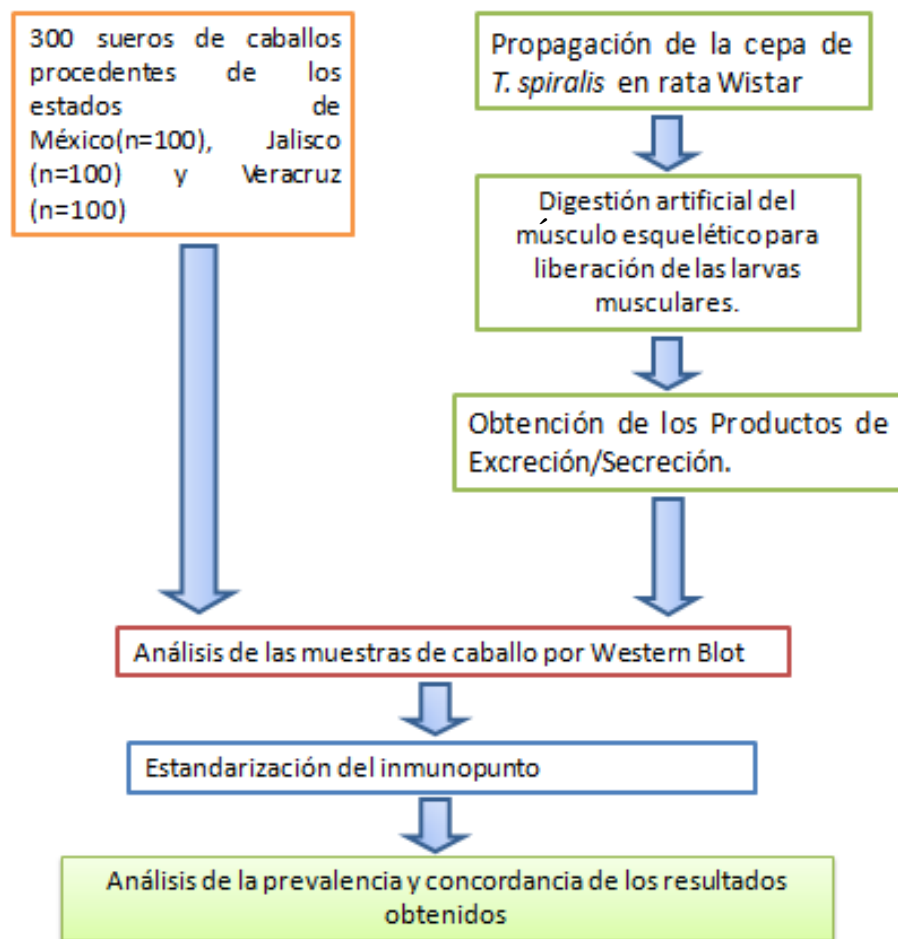 300 sueros de caballos
procedentes de los
estados de
México(n=100), Jalisco
(n=100) y Veracruz
(n=100)
Propagación de la cepa de
T. spiralis en rata Wistar
Digestión artificial del
músculo esquelético para
liberación de las larvas
musculares.
Obtención de los Productos de
Excreción/Secreción.
Análisis de las muestras de caballo por Western Blot
Estandarización del inmunopunto
Análisis de la prevalencia y concordancia de los resultados
obtenidos